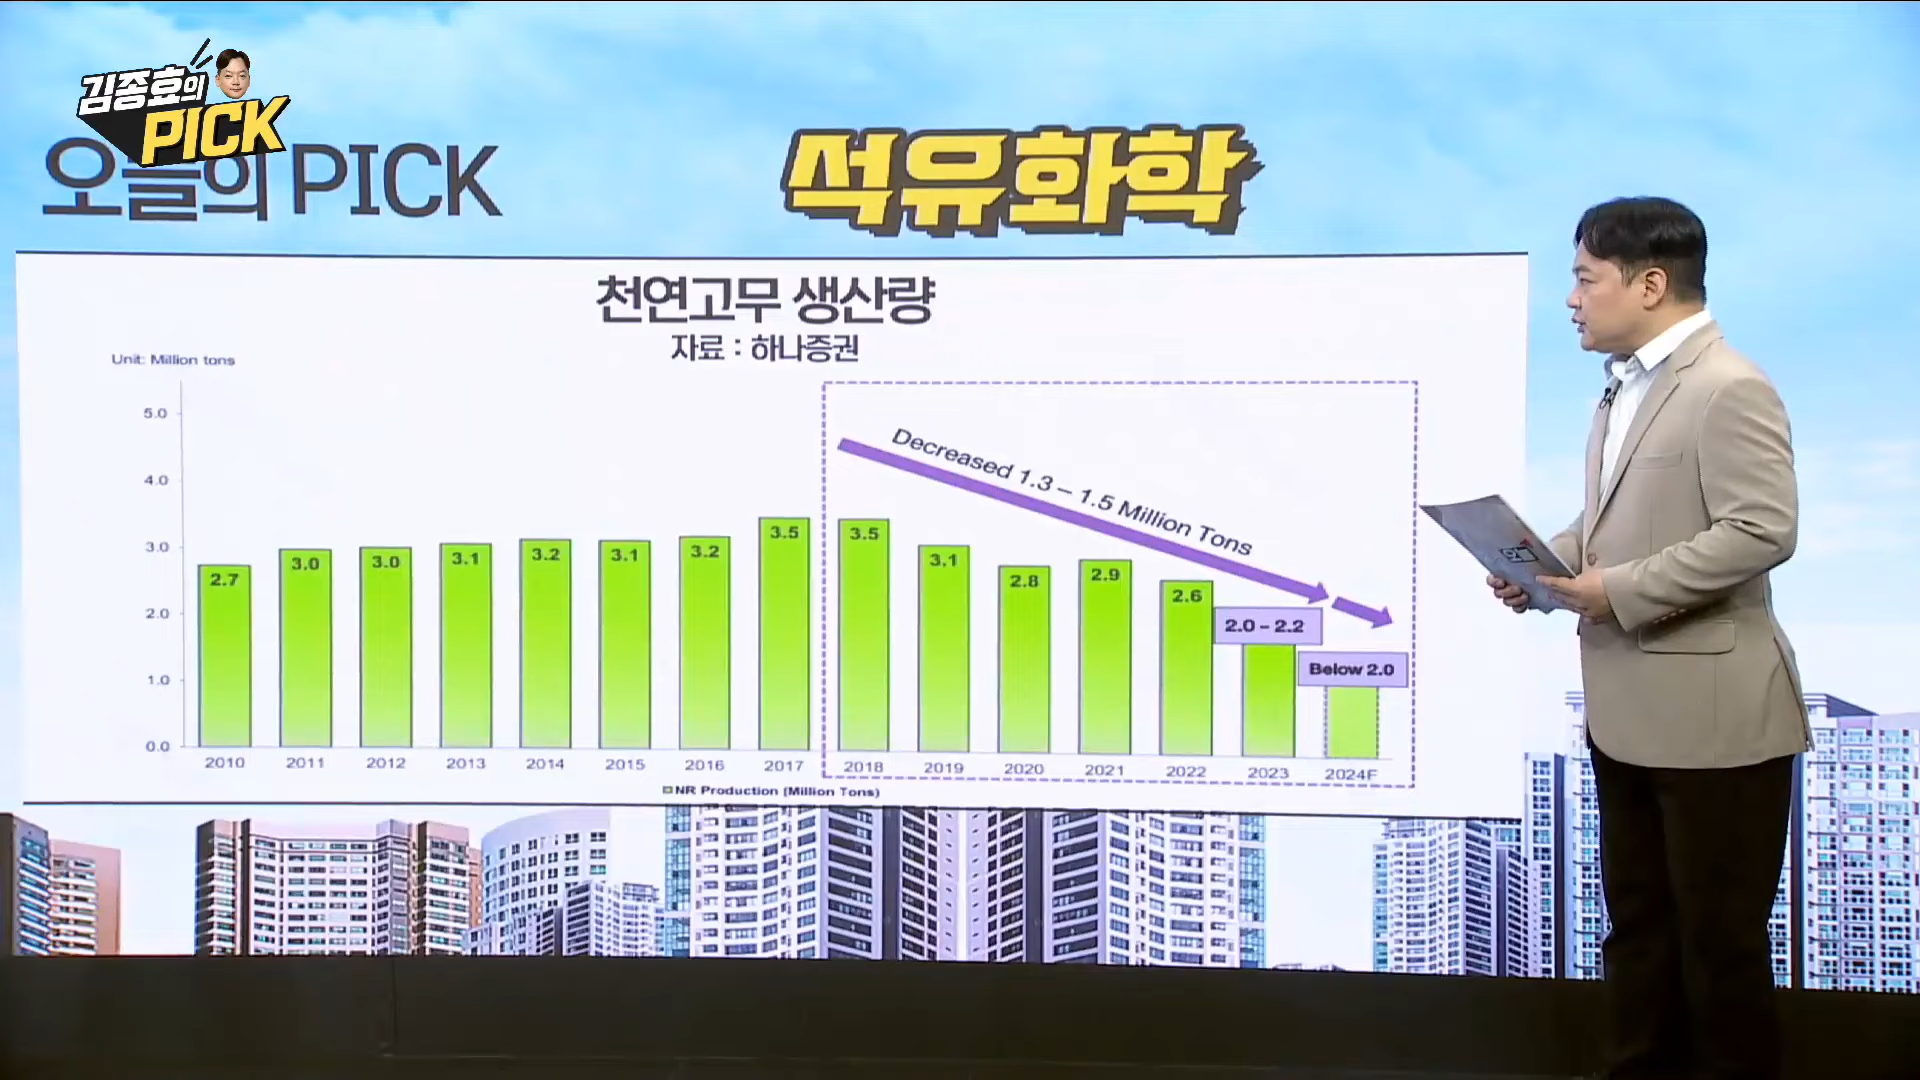 김종효의
PICK
오늘의 PICK
석유화학
천연고무 생산량
자료 : 하나증권
Unit: Million tons
5.0
4.0
3.0
2.0
1.0
0.0
Decreased 1.3 – 1.5 Million Tons
2.7
3.0
3.0
3.1
3.2
3.1
3.2
3.5
3.5
3.1
2.8
2.9
2.6
2.0 – 2.2
Below 2.0
2010
2011
2012
2013
2014
2015
2016
2017
2018
2019
2020
2021
2022
2023
2024F
NR Production (Million Tons)